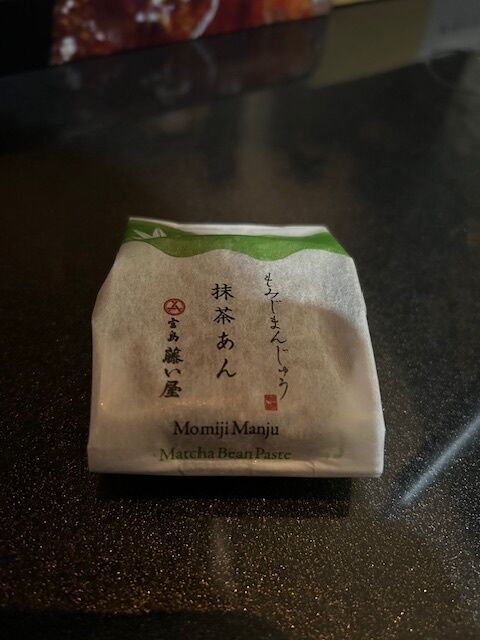 もみじまんじゅう
抹茶あん
宮島
藤い屋
Momiji Manju
Matcha Bean Paste